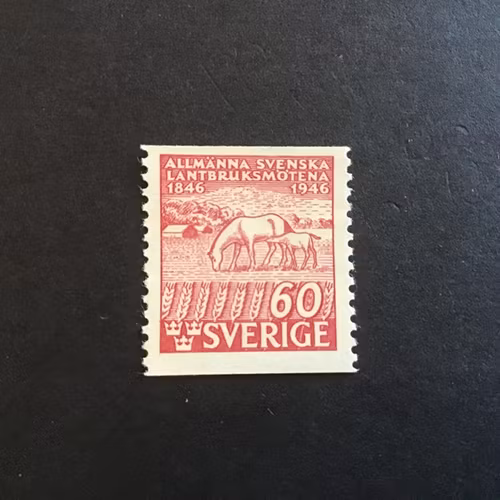 ALLMÄNNA SVENSKA
LANTBRUKSMÖTENA
1846 1946
60
SVERIGE